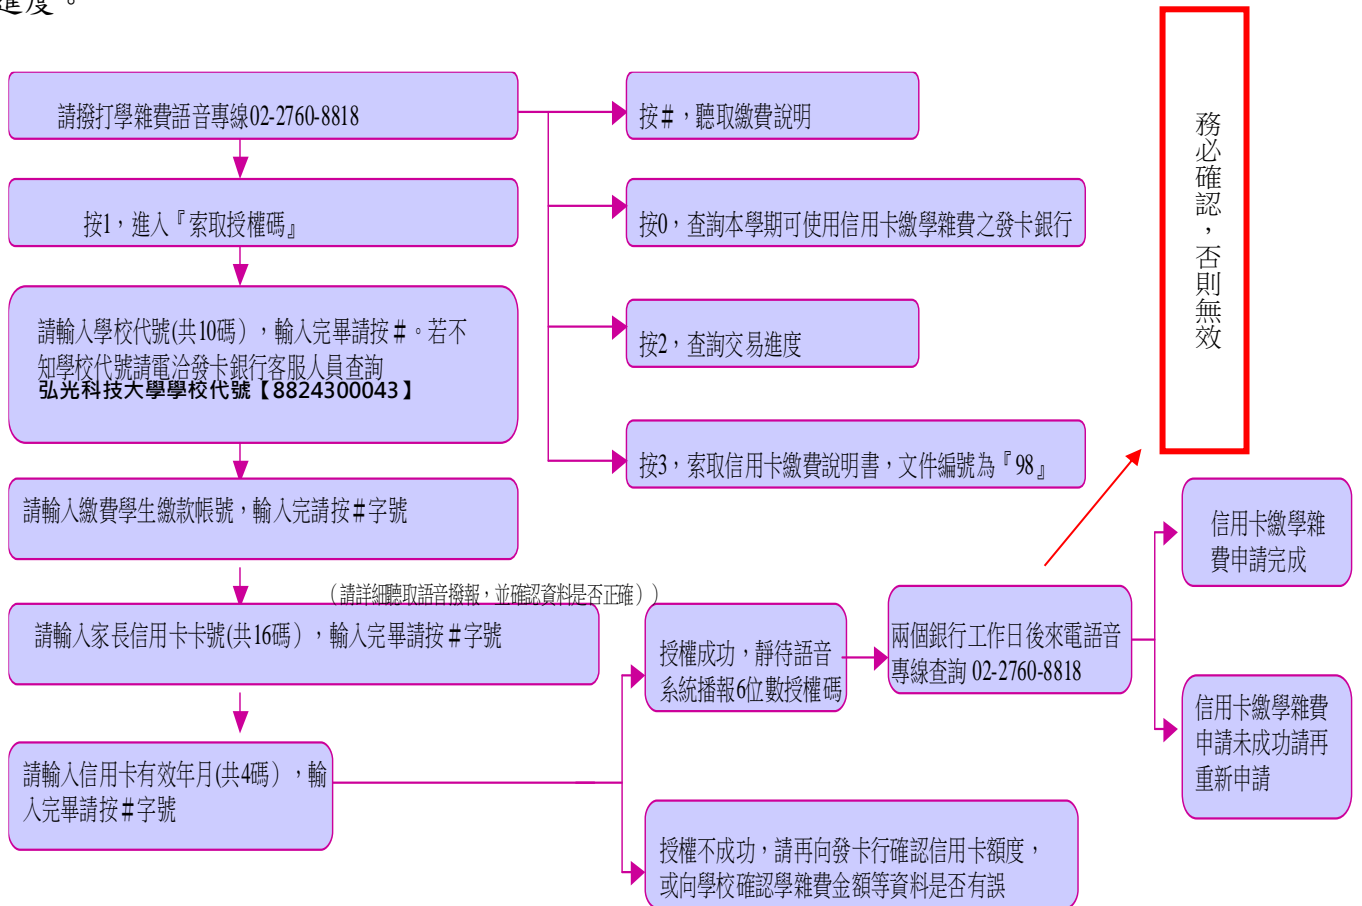 進度。
請撥打學雜費語音專線02-2760-8818
按1，進入『索取授權碼』
請輸入學校代號(共10碼），輸入完畢請按＃。若不
知學校代號請電洽發卡銀行客服人員查詢
弘光科技大學學校代號【8824300043】
請輸入繳費學生繳款帳號，輸入完請按＃字號
（請詳細聽取語音撥報，並確認資料是否正確））
請輸入家長信用卡卡號(共16碼），輸入完畢請按＃字號
請輸入信用卡有效年月(共4碼），輸
入完畢請按＃字號
按＃，聽取繳費說明
按0，查詢本學期可使用信用卡繳學雜費之發卡銀行
按2，查詢交易進度
按3，索取信用卡繳費說明書，文件編號為『98』
授權成功，靜待語音
系統播報6位數授權碼
授權不成功，請再向發卡行確認信用卡額度，
或向學校確認學雜費金額等資料是否有誤
兩個銀行工作日後來電語音
專線查詢 02-2760-8818
務必確認，否則無效
信用卡繳學雜
費申請完成
信用卡繳學雜費
申請未成功請再
重新申請